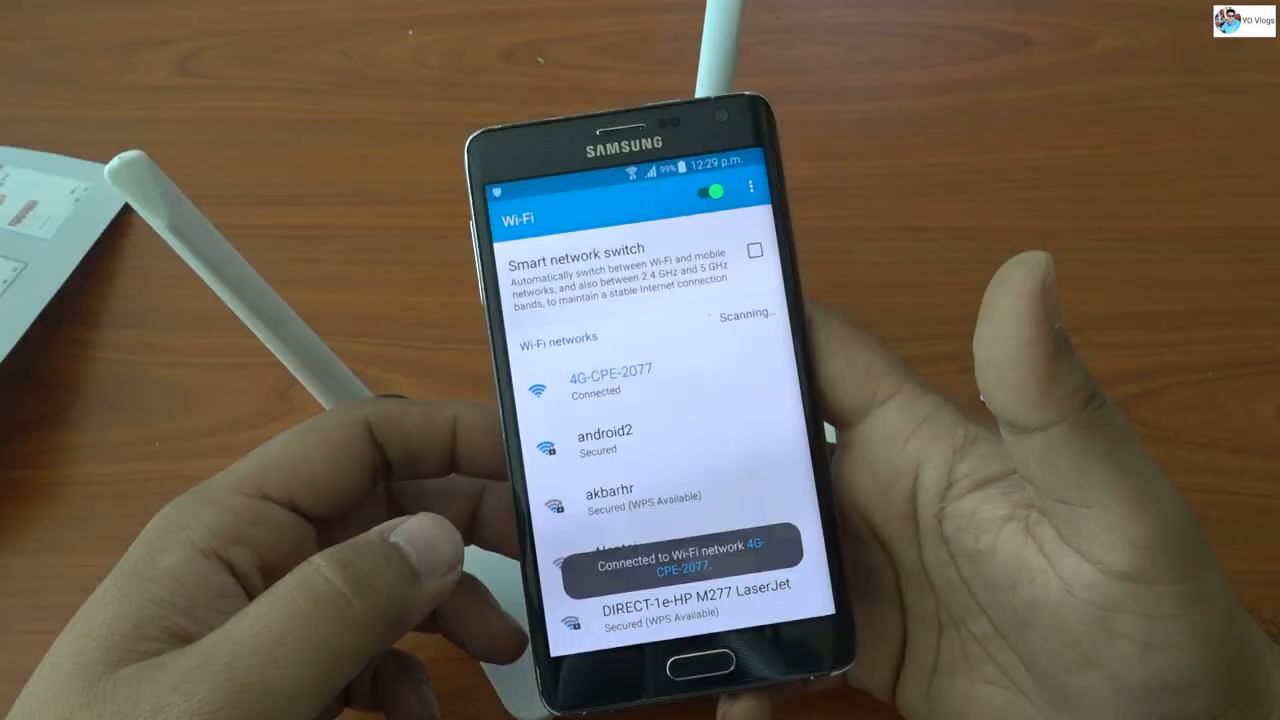 YO Vlogs
SAMSUNG
99% 12:29 p.m.
Wi-Fi
Smart network switch
Automatically switch between Wi-Fi and mobile
networks, and also between 2.4 GHz and 5 GHz
bands, to maintain a stable Internet connection
Scanning...
Wi-Fi networks
4G-CPE-2077
Connected
android2
Secured
akbarhr
Secured (WPS Available)
Connected to Wi-Fi network 4G-
CPE-2077.
DIRECT-1e-HP M277 LaserJet
Secured (WPS Available)